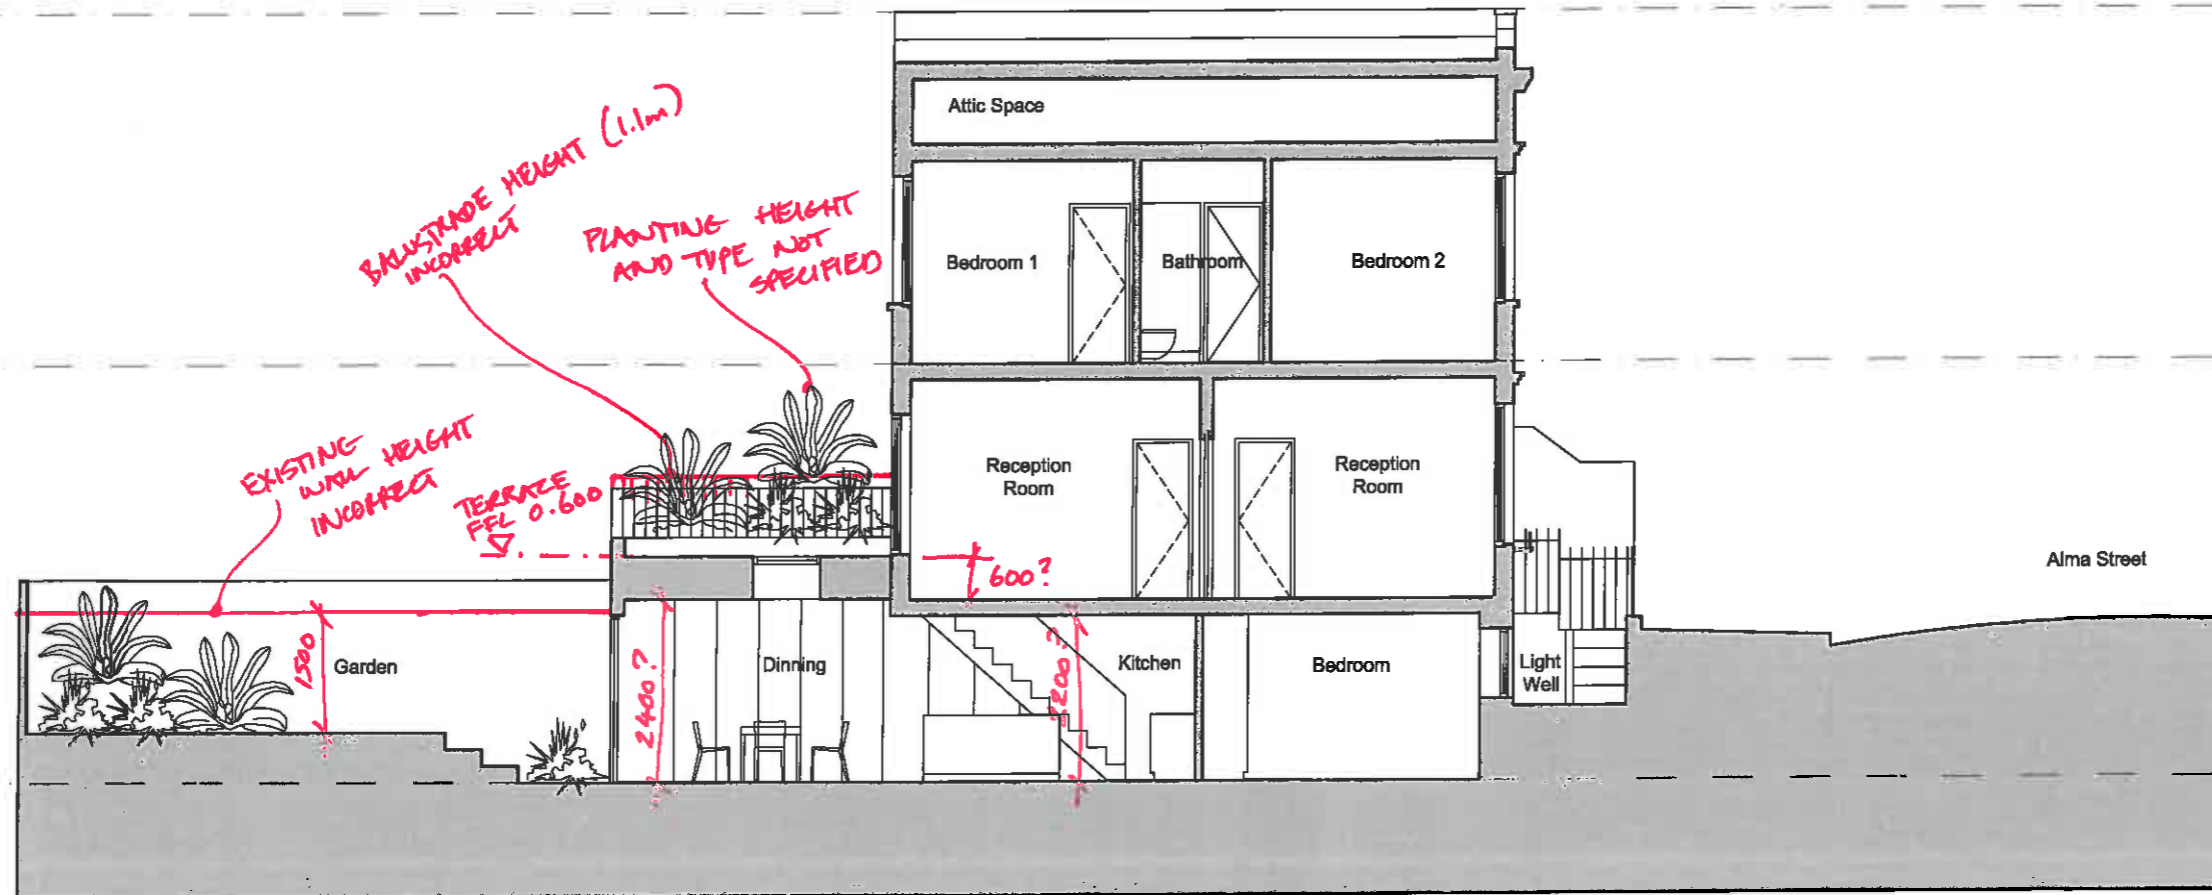 Attic Space
BALUSTRADE HEIGHT (1.1m)
INCORRECT
PLANTING HEIGHT
AND TYPE NOT
SPECIFIED
Bedroom 1
Bathroom
Bedroom 2
EXISTING
WALL HEIGHT
INCORRECT
TERRACE
FFL 0.600
Reception
Room
Reception
Room
600?
Alma Street
1500
Garden
2400?
Dinning
2200?
Kitchen
Bedroom
Light
Well